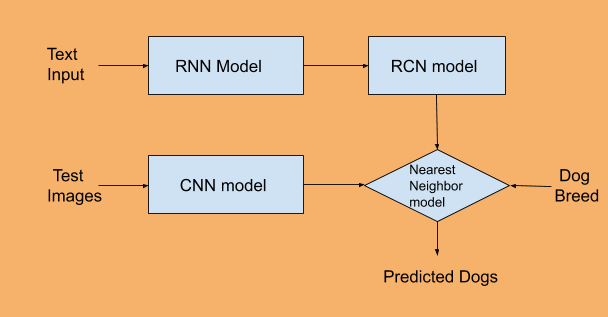 Text
Input
RNN Model
RCN model
Test
Images
CNN model
Nearest
Neighbor
model
Dog
Breed
Predicted Dogs